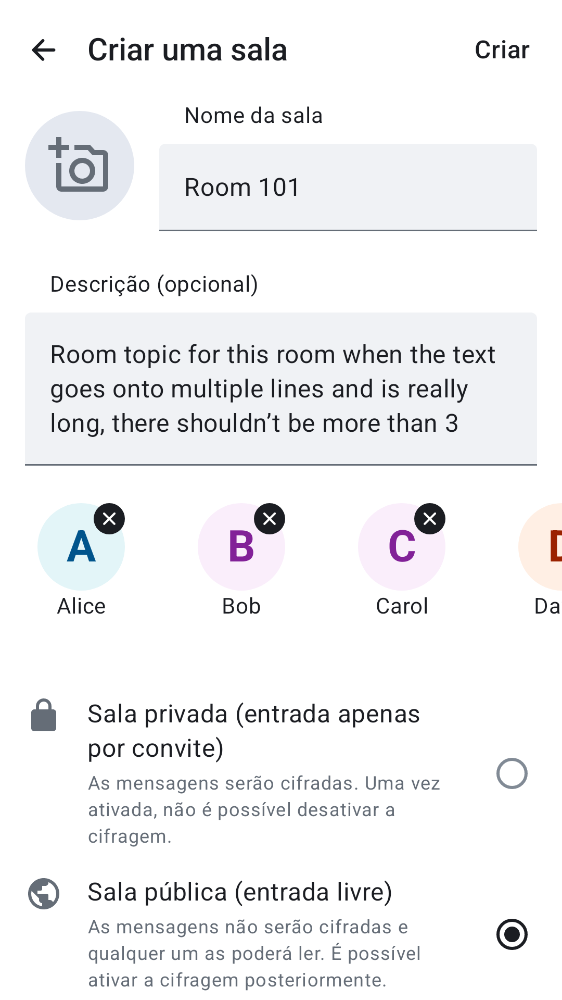 Criar uma sala
Criar
Nome da sala
Room 101
Descrição (opcional)
Room topic for this room when the text
goes onto multiple lines and is really
long, there shouldn’t be more than 3
A
B
C
Alice
Bob
Carol
Da
Sala privada (entrada apenas
por convite)
As mensagens serão cifradas. Uma vez
ativada, não é possível desativar a
cifragem.
Sala pública (entrada livre)
As mensagens não serão cifradas e
qualquer um as poderá ler. É possível
ativar a cifragem posteriormente.